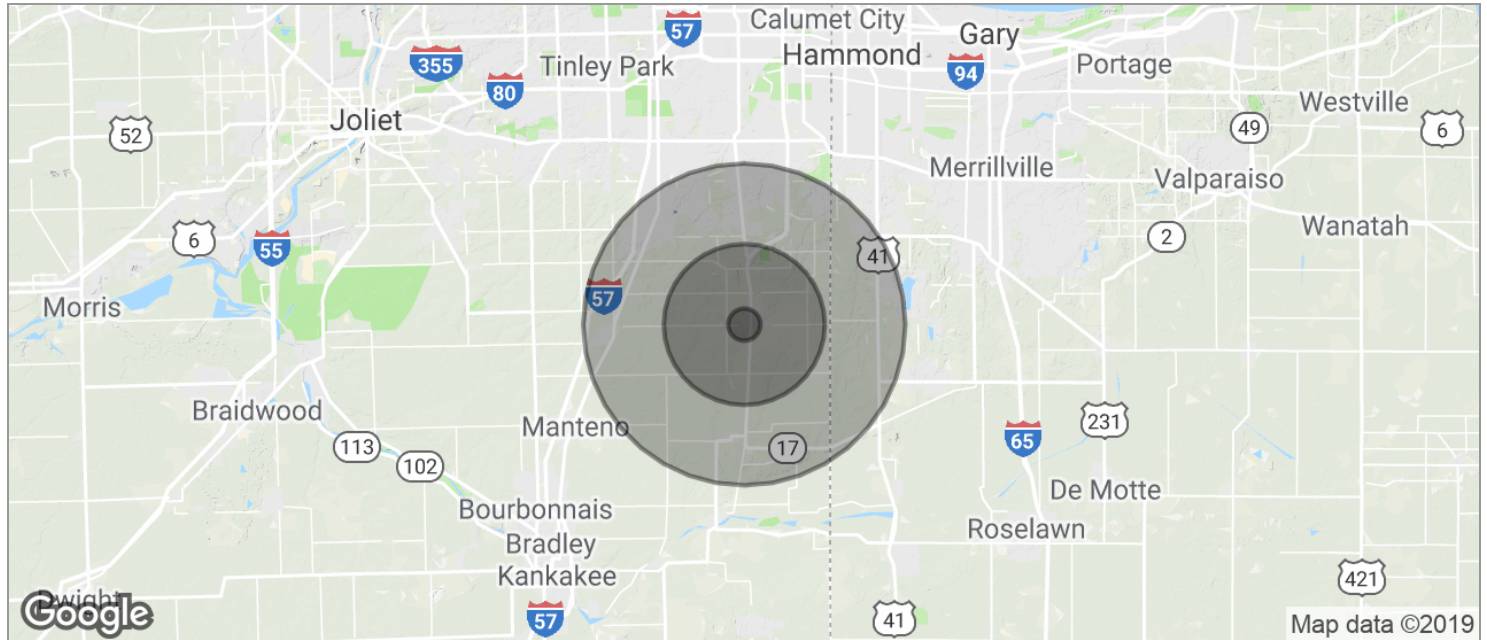 Calumet City
57
Hammond
Gary
355
Tinley Park
94
Portage
80
Westville
Joliet
52
49
6
Merrillville
Valparaiso
Wanatah
6
2
55
41
57
Morris
Braidwood
Manteno
231
113
17
65
102
De Motte
Bourbonnais
Roselawn
Bradley
Kankakee
421
Dwight
Google
57
41
Map data ©2019